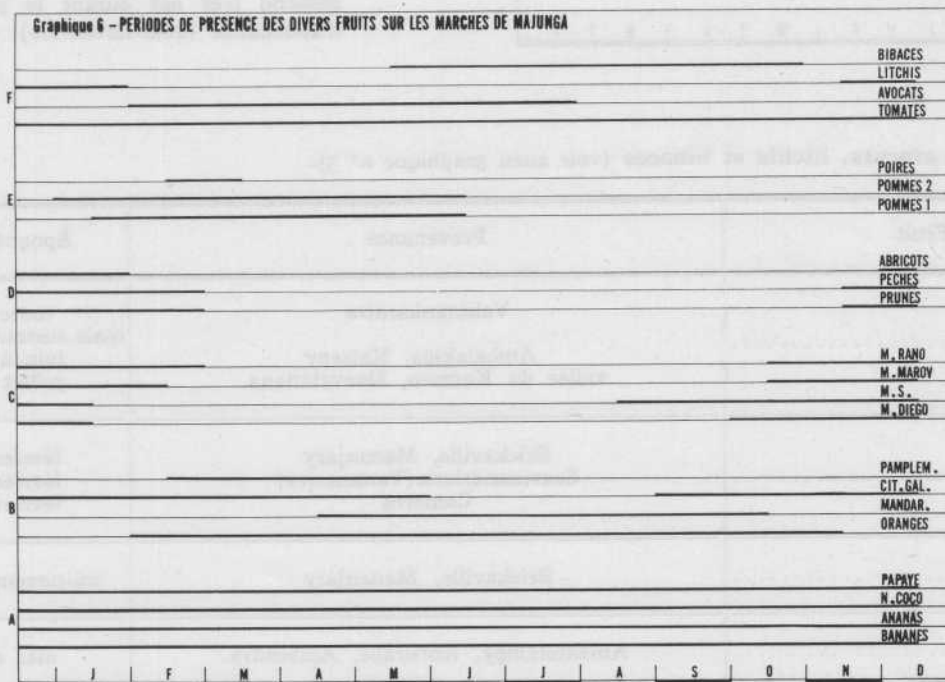 Graphique 6 – PERIODES DE PRESENCE DES DIVERS FRUITS SUR LES MARCHES DE MAJUNGA
BIBACES
LITCHIS
F
AVOCATS
TOMATES
POIRES
E
POMMES 2
POMMES 1
ABRICOTS
D
PECHES
PRUNES
M. RANO
M. MAROV
C
M.S.
M. DIEGO
PAMPLEM.
CIT. GAL.
B
MANDAR.
ORANGES
PAPAYE
N. COCO
A
ANANAS
BANANES
J F M A M J J A S O N D